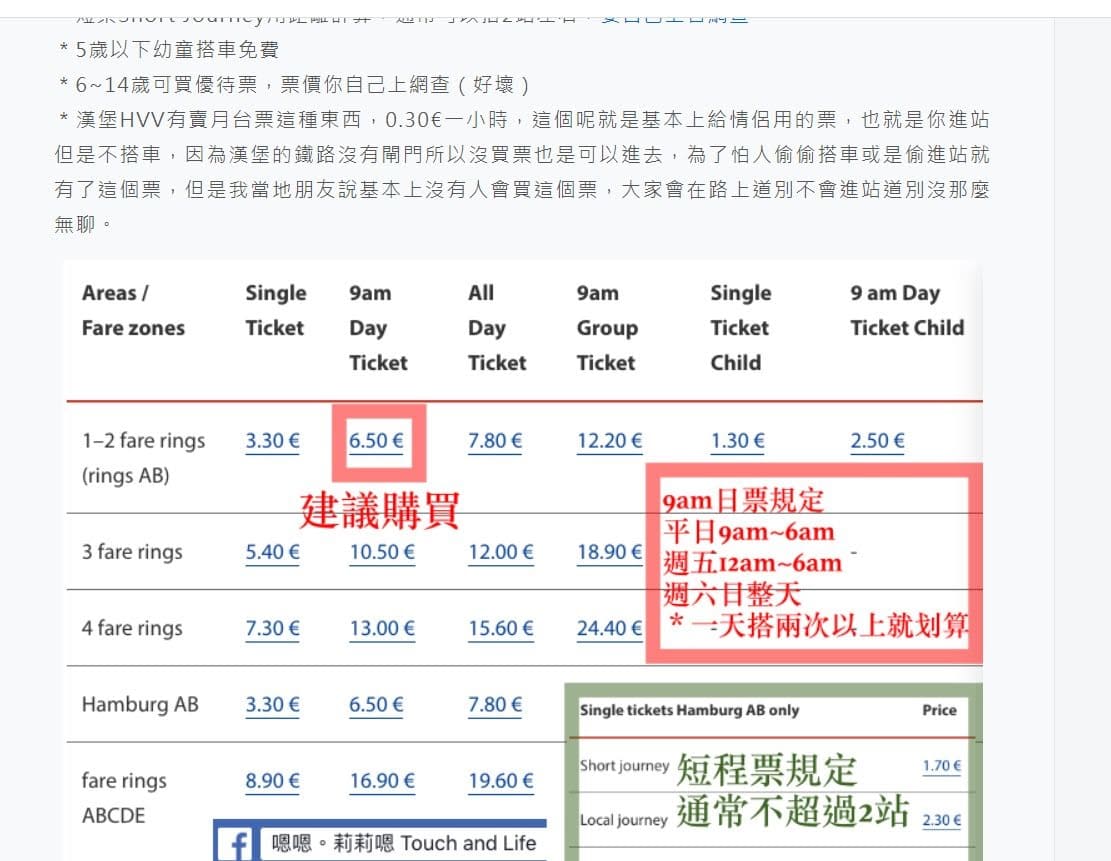 * 5歲以下幼童搭車免費
* 6~14歲可買優待票，票價你自己上網查（好壞）
* 漢堡HVV有賣月台票這種東西，0.30€一小時，這個呢就是基本上給情侶用的票，也就是你進站
但是不搭車，因為漢堡的鐵路沒有閘門所以沒買票也是可以進去，為了怕人偷偷搭車或是偷進站就
有了這個票，但是我當地朋友說基本上沒有人會買這個票，大家會在路上道別不會進站道別沒那麼
無聊。
Areas / Fare zones Single Ticket 9am Day Ticket All Day Ticket 9am Group Ticket Single Ticket Child 9 am Day Ticket Child
1–2 fare rings (rings AB) 3.30 € 6.50 € 7.80 € 12.20 € 1.30 € 2.50 €
建議購買
3 fare rings 5.40 € 10.50 € 12.00 € 18.90 € -
4 fare rings 7.30 € 13.00 € 15.60 € 24.40 €
9am日票規定
平日9am~6am
週五12am~6am
週六日整天
* 一天搭兩次以上就划算
Hamburg AB 3.30 € 6.50 € 7.80 €
fare rings ABCDE 8.90 € 16.90 € 19.60 €
Single tickets Hamburg AB only Price
Short journey 1.70 €
Local journey 2.30 €
短程票規定
通常不超過2站
f 嗯嗯。莉莉嗯 Touch and Life